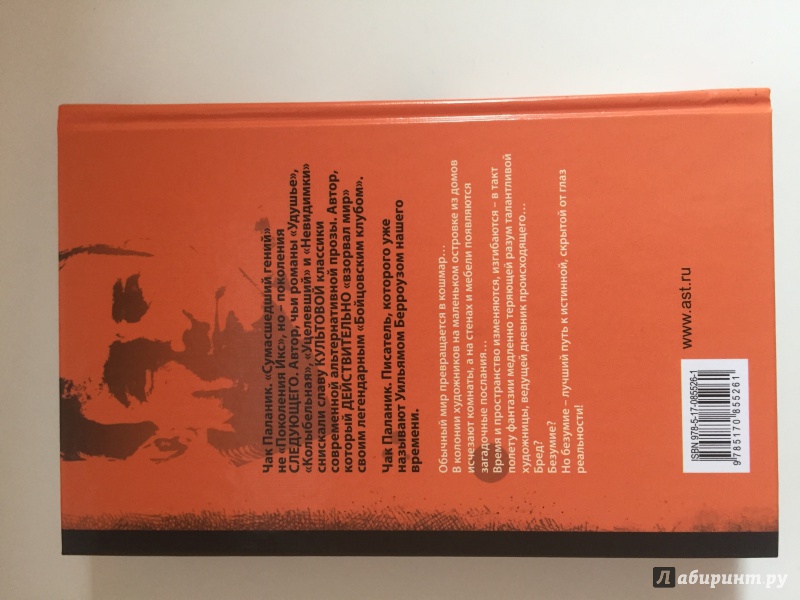 Чак Паланик. «Сумасшедший гений»
не «Поколения Икс», но – поколения
СЛЕДУЮЩЕГО. Автор, чьи романы «Удушье»,
«Колыбельная», «Уцелевший» и «Невидимки»
снискали славу КУЛЬТОВОЙ классики
современной альтернативной прозы. Автор,
который ДЕЙСТВИТЕЛЬНО «взорвал мир»
своим легендарным «Бойцовским клубом».
Чак Паланик. Писатель, которого уже
называют Уильямом Берроузом нашего
времени.
Обычный мир превращается в кошмар...
В колонии художников на маленьком островке из домов
исчезают комнаты, а на стенах и мебели появляются
загадочные послания...
Время и пространство изменяются, изгибаются – в такт
полету фантазии медленно теряющей разум талантливой
художницы, ведущей дневник происходящего...
Бред?
Безумие?
Но безумие – лучший путь к истинной, скрытой от глаз
реальности!
www.ast.ru
ISBN 978-5-17-085526-1
9 785170 855261
Лабиринт.ру